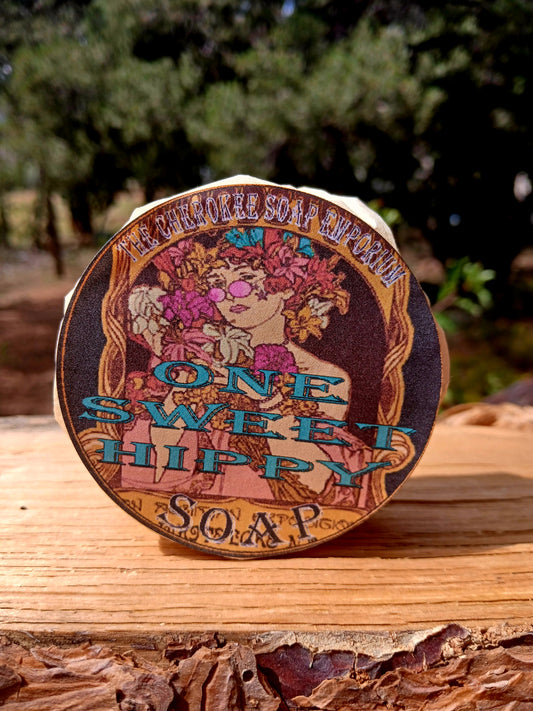 THE CHEROKEE SOAP EMPORIUM
ONE
SWEET
HIPPY
SOAP